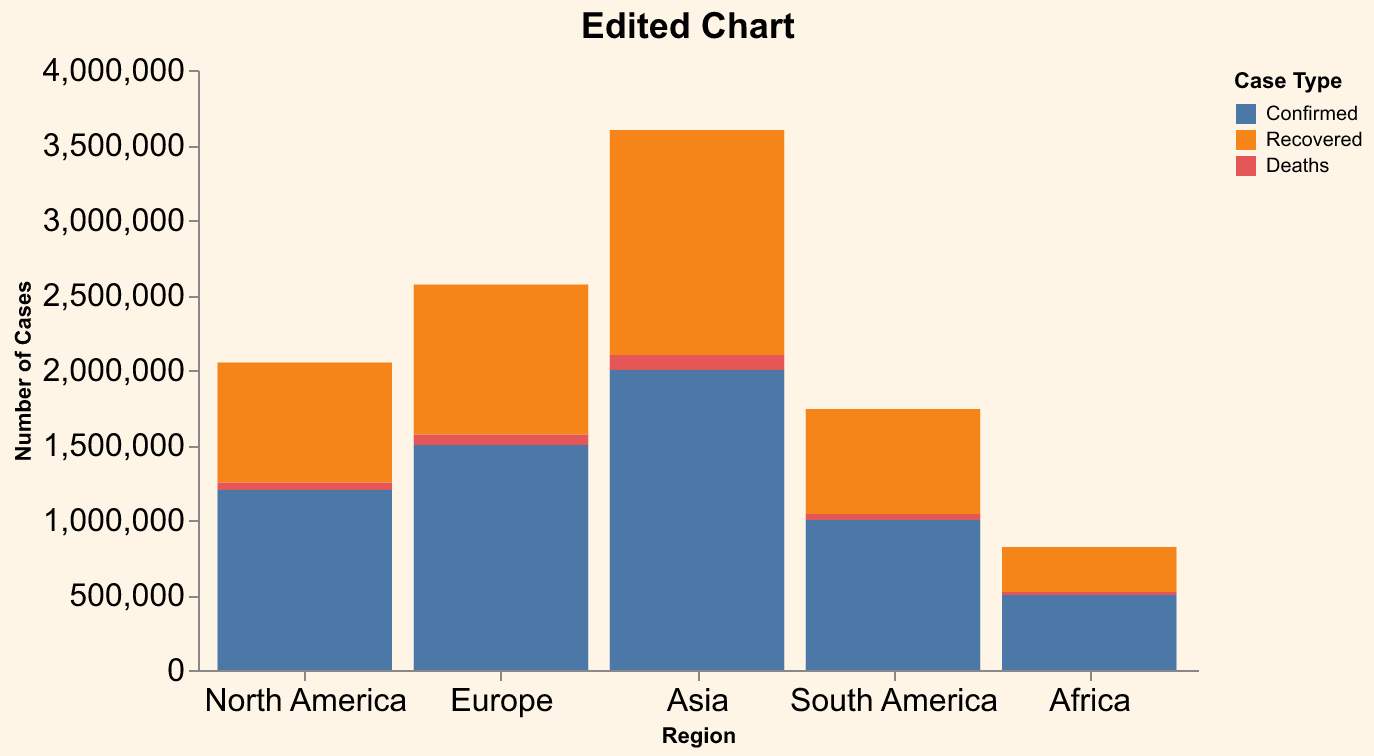 Edited Chart
4,000,000
3,500,000
3,000,000
2,500,000
2,000,000
1,500,000
1,000,000
500,000
0
Number of Cases
North America Europe Asia South America Africa
Region
Case Type
Confirmed
Recovered
Deaths